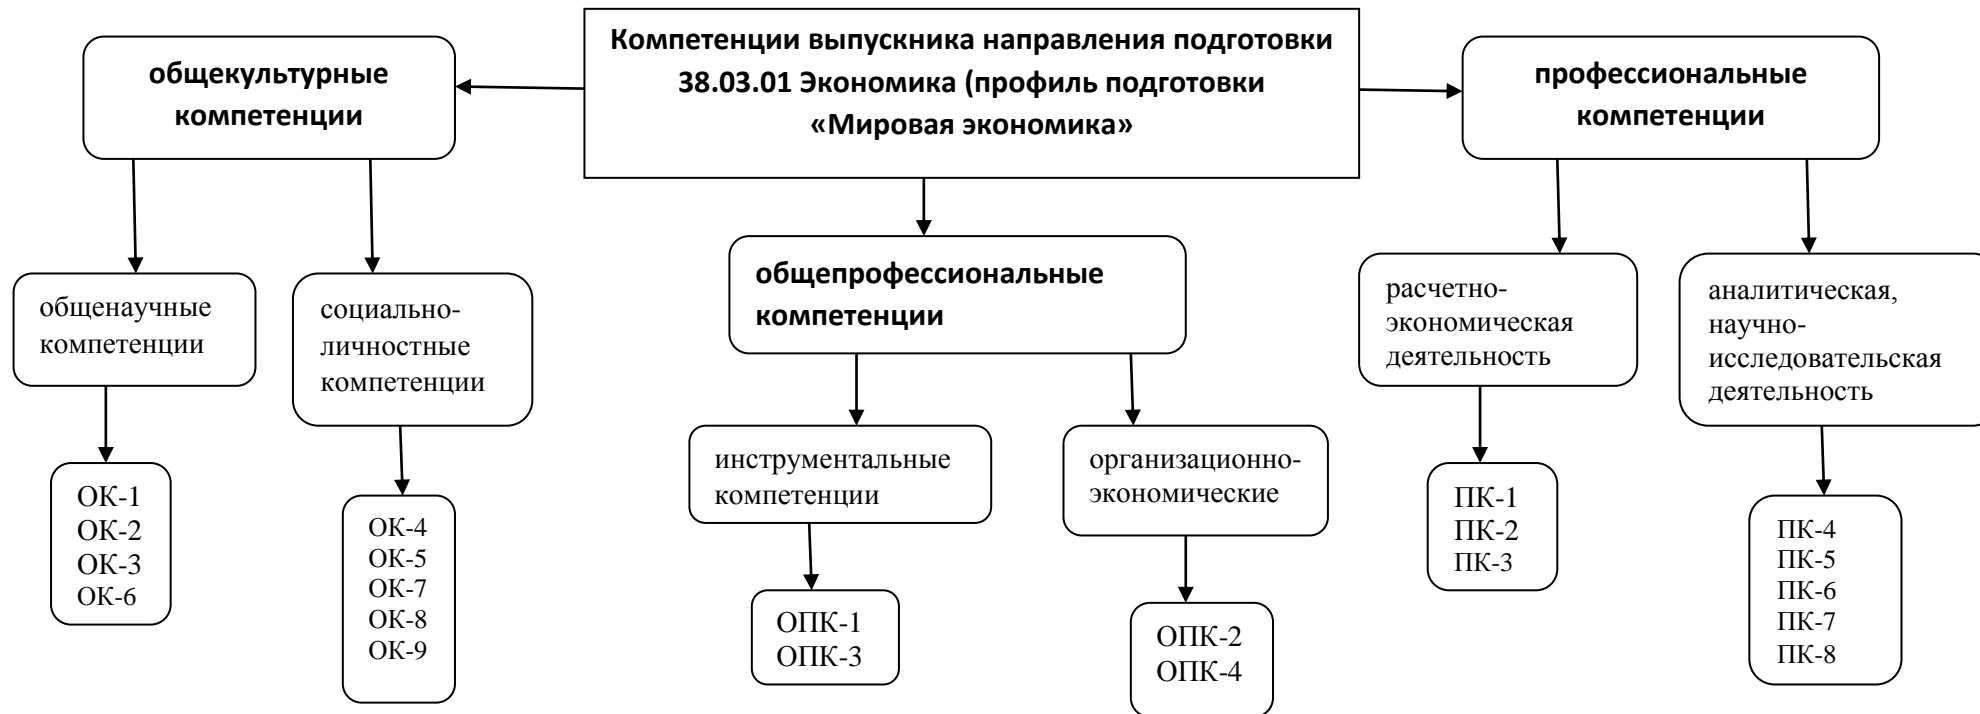 Компетенции выпускника направления подготовки
38.03.01 Экономика (профиль подготовки
«Мировая экономика»
общекультурные
компетенции
профессиональные
компетенции
общенаучные
компетенции
социально-
личностные
компетенции
общепрофессиональные
компетенции
расчетно-
экономическая
деятельность
аналитическая,
научно-
исследовательская
деятельность
инструментальные
компетенции
организационно-
экономические
ОК-1
ОК-2
ОК-3
ОК-6
ОК-4
ОК-5
ОК-7
ОК-8
ОК-9
ОПК-1
ОПК-3
ОПК-2
ОПК-4
ПК-1
ПК-2
ПК-3
ПК-4
ПК-5
ПК-6
ПК-7
ПК-8